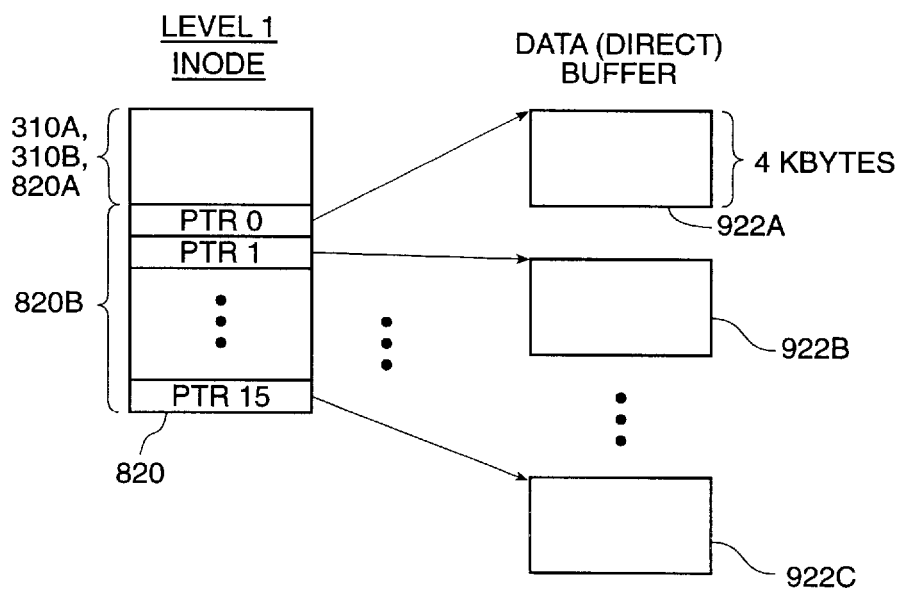 LEVEL 1
INODE
DATA (DIRECT)
BUFFER
310A,
310B,
820A
PTR 0
PTR 1
820B
PTR 15
820
4 KBYTES
922A
922B
922C